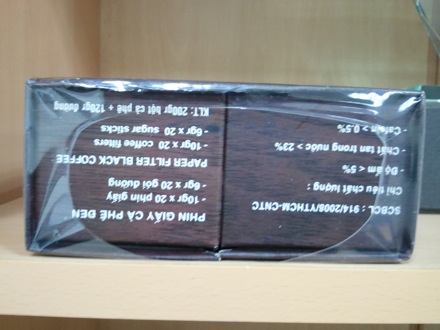 SCBCL : 914/2008/YTHCM-CNTC
Chỉ tiêu chất lượng :
- Độ ẩm < 5%
- Chất tan trong nước > 23%
- Cafein > 0.5%
PHIN GIẤY CÀ PHÊ ĐEN
- 10gr x 20 phin giấy
- 6gr x 20 gói đường
PAPER FILTER BLACK COFFEE
- 10gr x 20 coffee filters
- 6gr x 20 sugar sticks
KLT: 200gr bột cà phê + 120gr đường